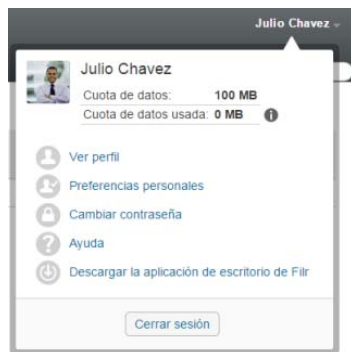 Julio Chavez
Julio Chavez
Cuota de datos: 100 MB
Cuota de datos usada: 0 MB
Ver perfil
Preferencias personales
Cambiar contraseña
Ayuda
Descargar la aplicación de escritorio de Filr
Cerrar sesión